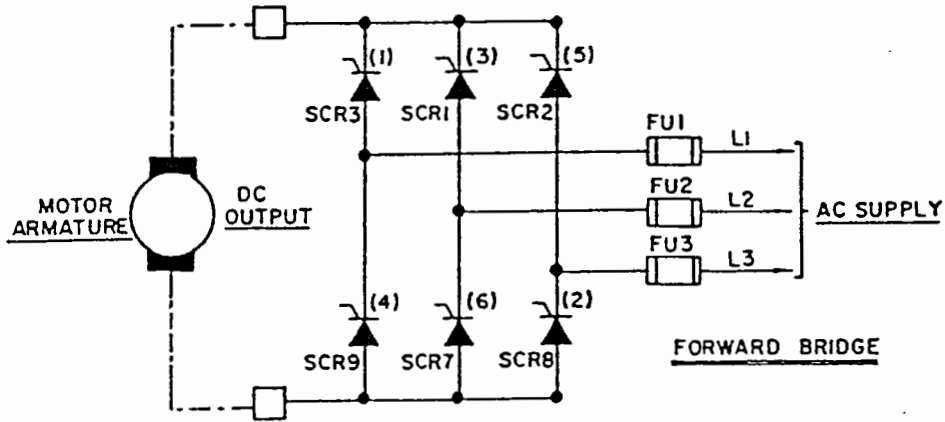 (1)
(3)
(5)
SCR3
SCR1
SCR2
FU1
L1
FU2
L2
FU3
L3
AC SUPPLY
MOTOR
ARMATURE
DC
OUTPUT
(4)
(6)
(2)
SCR9
SCR7
SCR8
FORWARD BRIDGE